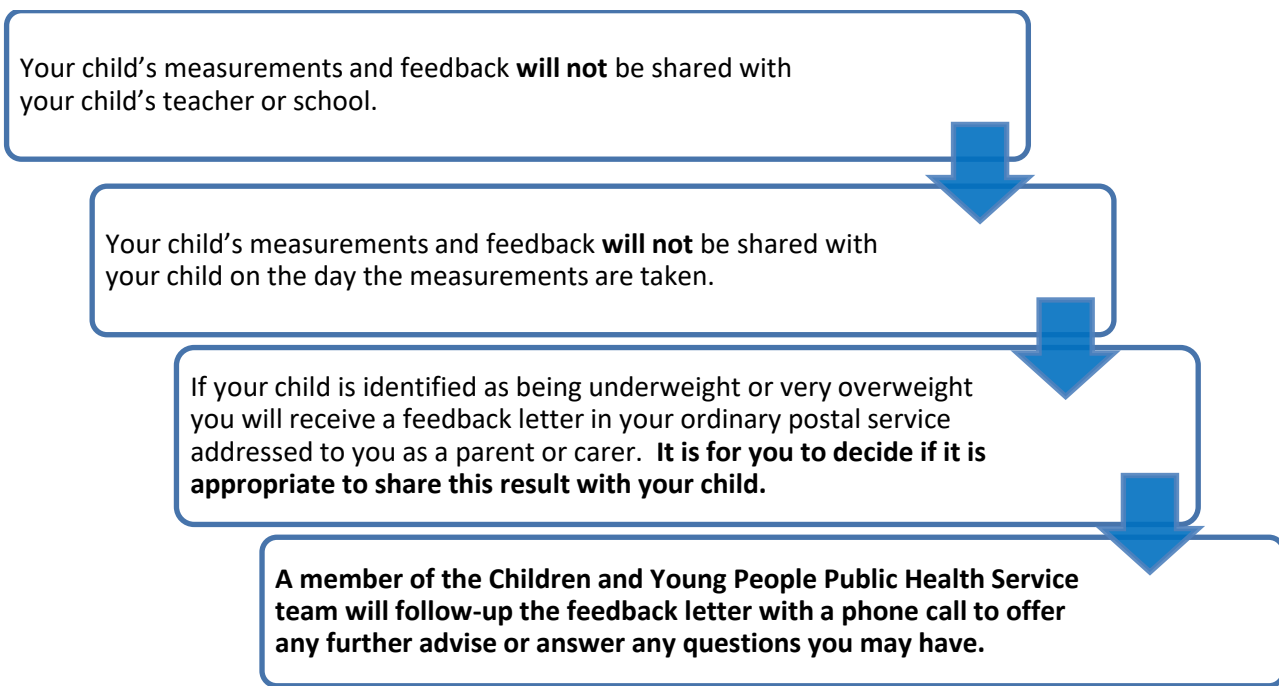 Your child’s measurements and feedback will not be shared with
your child’s teacher or school.
Your child’s measurements and feedback will not be shared with
your child on the day the measurements are taken.
If your child is identified as being underweight or very overweight
you will receive a feedback letter in your ordinary postal service
addressed to you as a parent or carer.  It is for you to decide if it is
appropriate to share this result with your child.
A member of the Children and Young People Public Health Service
team will follow-up the feedback letter with a phone call to offer
any further advise or answer any questions you may have.